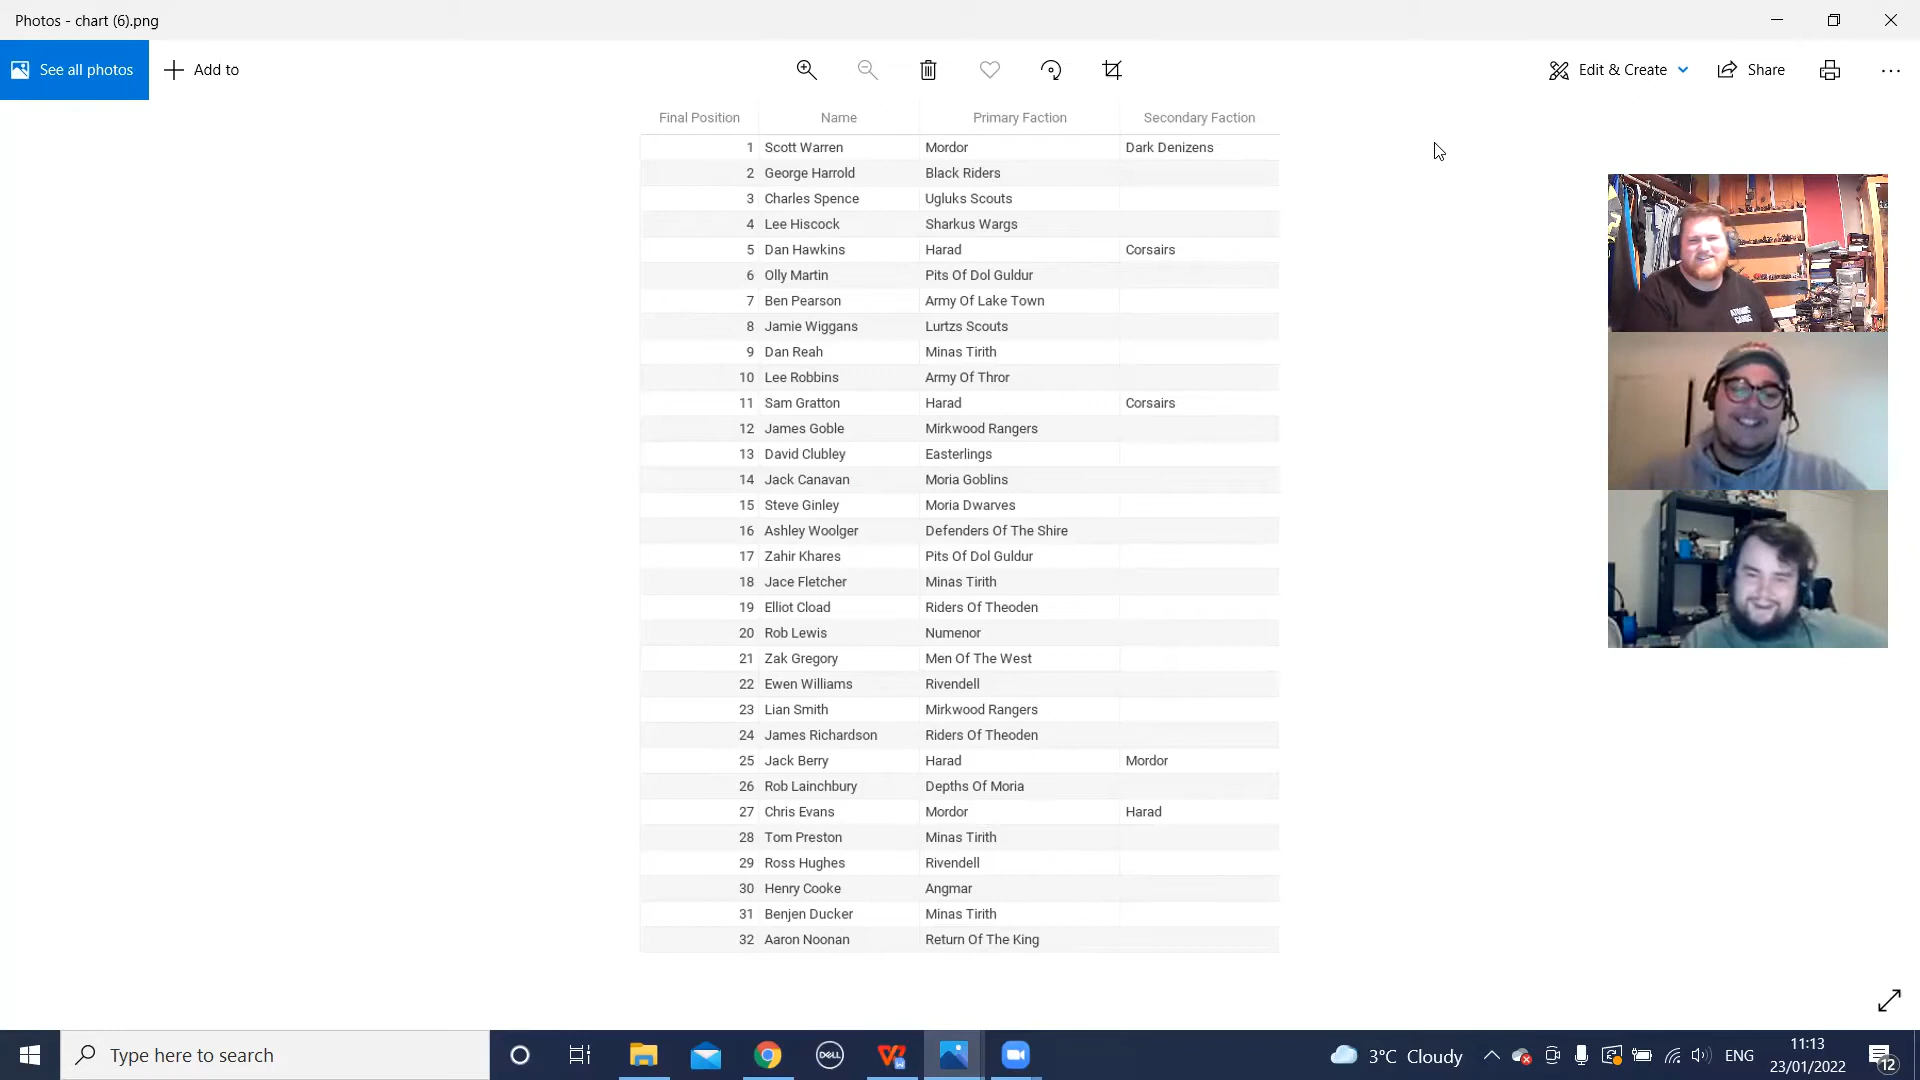 Photos - chart (6).png
See all photos
Add to
Edit & Create
Share
Final Position Name Primary Faction Secondary Faction
1 Scott Warren Mordor Dark Denizens
2 George Harrold Black Riders
3 Charles Spence Ugluks Scouts
4 Lee Hiscock Sharkus Wargs
5 Dan Hawkins Harad Corsairs
6 Olly Martin Pits Of Dol Guldur
7 Ben Pearson Army Of Lake Town
8 Jamie Wiggans Lurtzs Scouts
9 Dan Reah Minas Tirith
10 Lee Robbins Army Of Thror
11 Sam Gratton Harad Corsairs
12 James Goble Mirkwood Rangers
13 David Clubley Easterlings
14 Jack Canavan Moria Goblins
15 Steve Ginley Moria Dwarves
16 Ashley Woolger Defenders Of The Shire
17 Zahir Khares Pits Of Dol Guldur
18 Jace Fletcher Minas Tirith
19 Elliot Cload Riders Of Theoden
20 Rob Lewis Numenor
21 Zak Gregory Men Of The West
22 Ewen Williams Rivendell
23 Lian Smith Mirkwood Rangers
24 James Richardson Riders Of Theoden
25 Jack Berry Harad Mordor
26 Rob Lainchbury Depths Of Moria
27 Chris Evans Mordor Harad
28 Tom Preston Minas Tirith
29 Ross Hughes Rivendell
30 Henry Cooke Angmar
31 Benjen Ducker Minas Tirith
32 Aaron Noonan Return Of The King
Type here to search
DELL
3°C Cloudy
ENG
11:13
23/01/2022
12